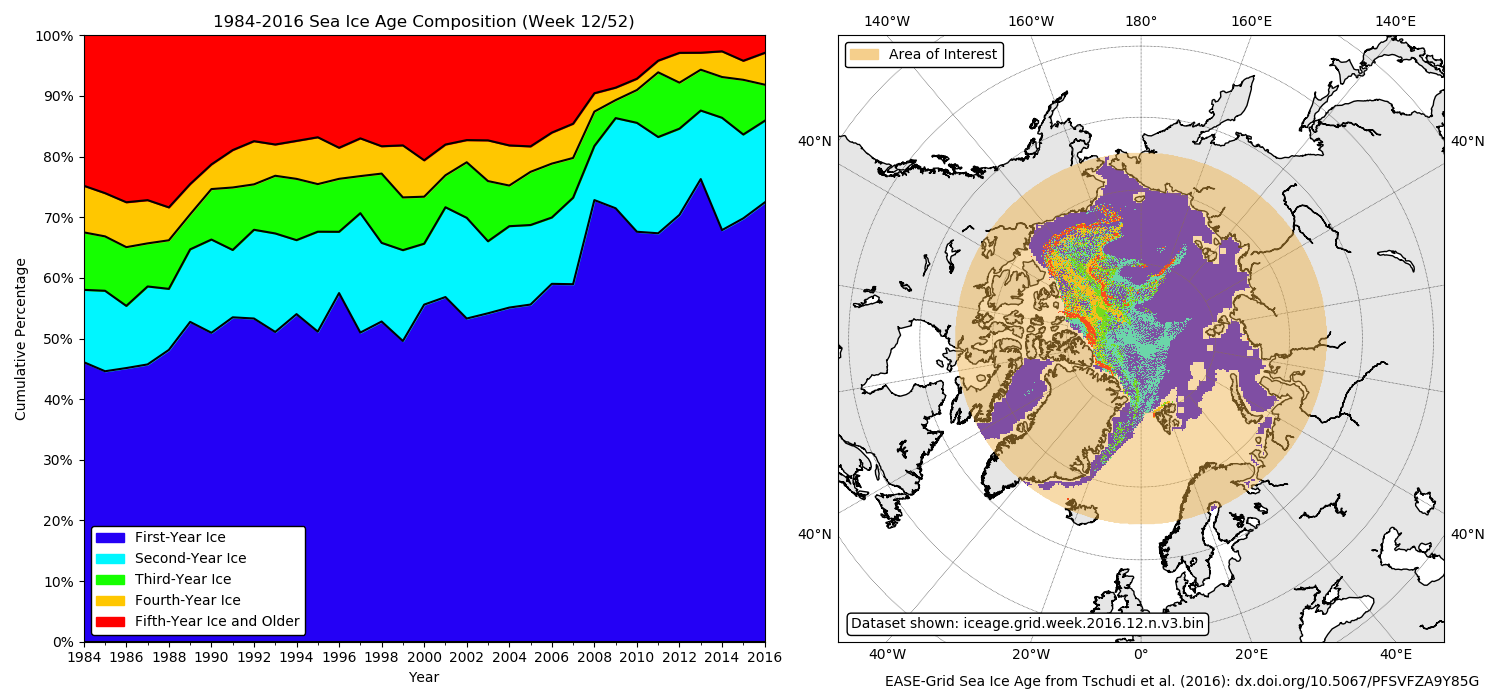 1984-2016 Sea Ice Age Composition (Week 12/52)
100%
90%
80%
70%
60%
50%
40%
30%
20%
10%
0%
Cumulative Percentage
First-Year Ice
Second-Year Ice
Third-Year Ice
Fourth-Year Ice
Fifth-Year Ice and Older
1984 1986 1988 1990 1992 1994 1996 1998 2000 2002 2004 2006 2008 2010 2012 2014 2016
Year
140°W 160°W 180° 160°E 140°E
Area of Interest
40°N 40°N
40°N 40°N
Dataset shown: iceage.grid.week.2016.12.n.v3.bin
40°W 20°W 0° 20°E 40°E
EASE-Grid Sea Ice Age from Tschudi et al. (2016): dx.doi.org/10.5067/PFSVFZA9Y85G